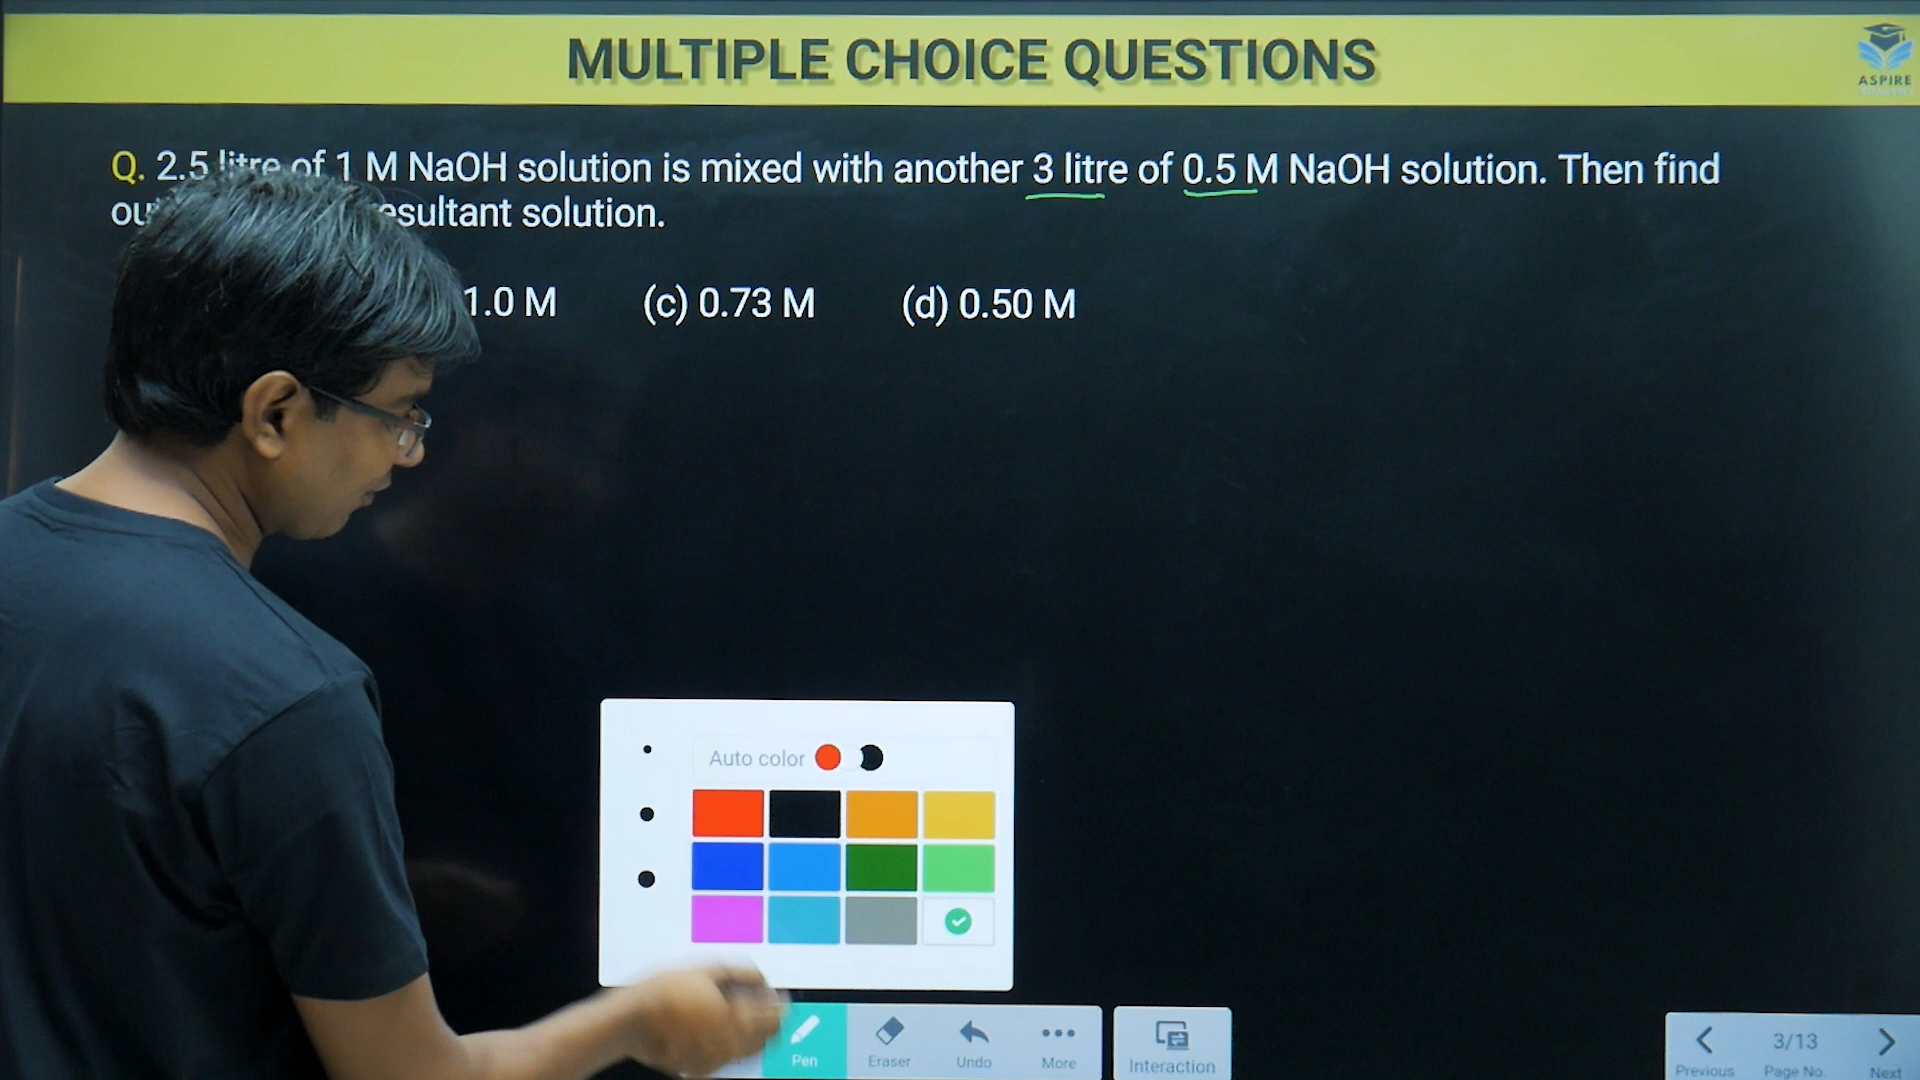 MULTIPLE CHOICE QUESTIONS
ASPIRE
Q. 2.5 litre of 1 M NaOH solution is mixed with another 3 litre of 0.5 M NaOH solution. Then find
ou esultant solution.
1.0 M (c) 0.73 M (d) 0.50 M
Auto color
Pen Eraser Undo More Interaction
3/13
Previous Page No. Next